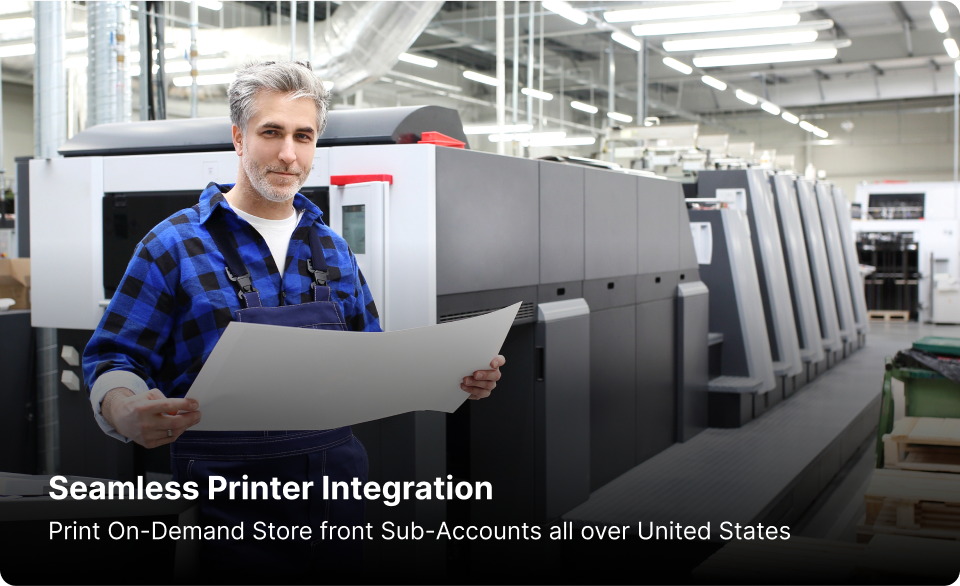 Seamless Printer Integration
Print On-Demand Store front Sub-Accounts all over United States